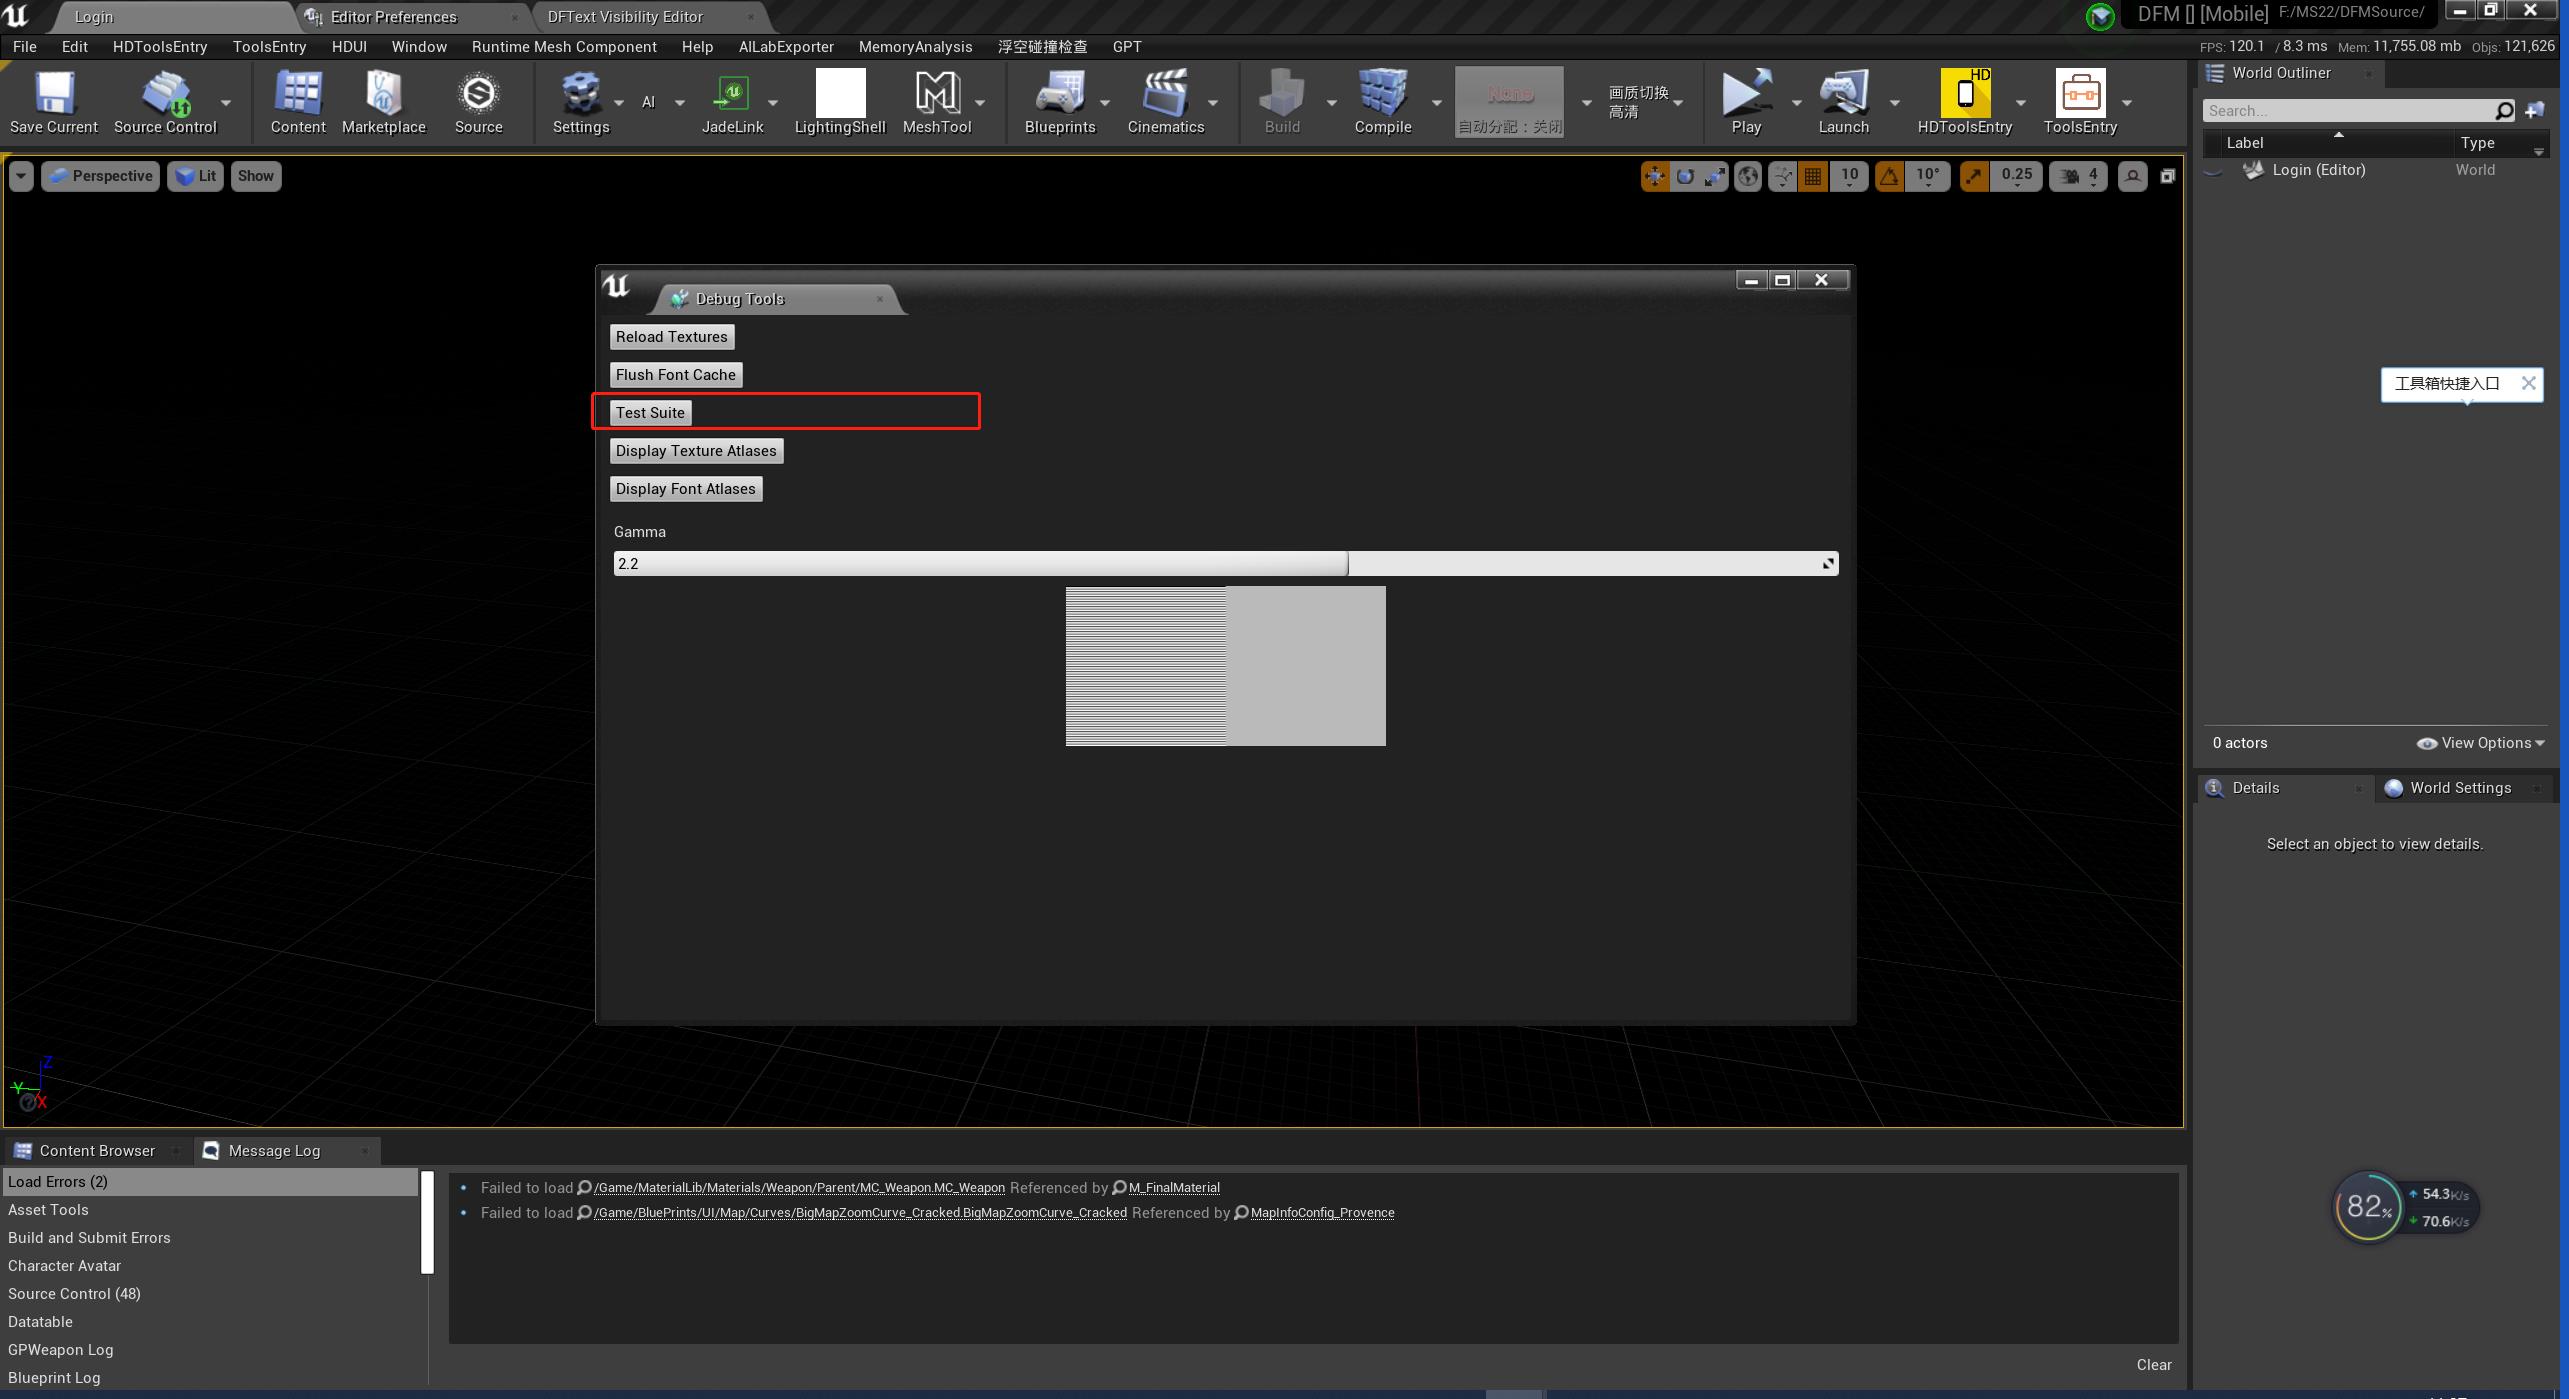 Login
Editor Preferences
DFText Visibility Editor
DFM [] [Mobile] F:/MS22/DFMSource/
File Edit HDToolsEntry ToolsEntry HDUI Window Runtime Mesh Component Help AILabExporter MemoryAnalysis 浮空碰撞检查 GPT
FPS: 120.1 / 8.3 ms Mem: 11,755.08 mb Objs: 121,626
Save Current
Source Control
Content
Marketplace
Source
Settings
AI
JadeLink
LightingShell
MeshTool
Blueprints
Cinematics
Build
Compile
None
自动分配：关闭
画质切换
高清
Play
Launch
HD
HDToolsEntry
ToolsEntry
Perspective
Lit
Show
10
10°
0.25
4
World Outliner
Search...
Label Type
Login (Editor) World
工具箱快捷入口
0 actors
View Options
Details
World Settings
Select an object to view details.
Debug Tools
Reload Textures
Flush Font Cache
Test Suite
Display Texture Atlases
Display Font Atlases
Gamma
2.2
Z
Y
X
Content Browser
Message Log
Load Errors (2)
Asset Tools
Build and Submit Errors
Character Avatar
Source Control (48)
Datatable
GPWeapon Log
Blueprint Log
Failed to load /Game/MaterialLib/Materials/Weapon/Parent/MC_Weapon.MC_Weapon Referenced by M_FinalMaterial
Failed to load /Game/BluePrints/UI/Map/Curves/BigMapZoomCurve_Cracked.BigMapZoomCurve_Cracked Referenced by MapInfoConfig_Provence
Clear
82%
54.3K/s
70.6K/s